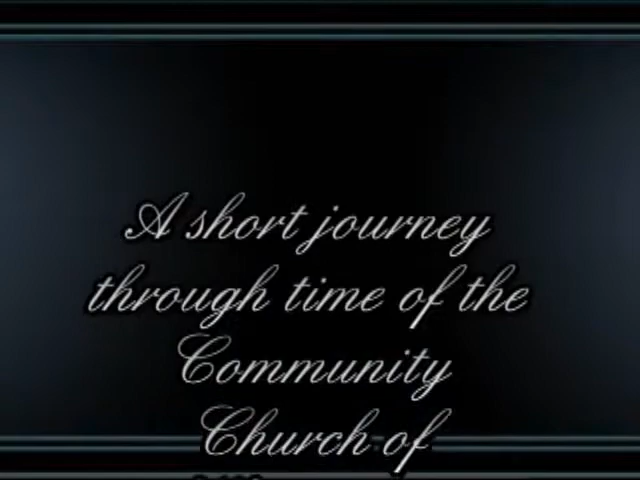 A short journey
through time of the
Community
Church of